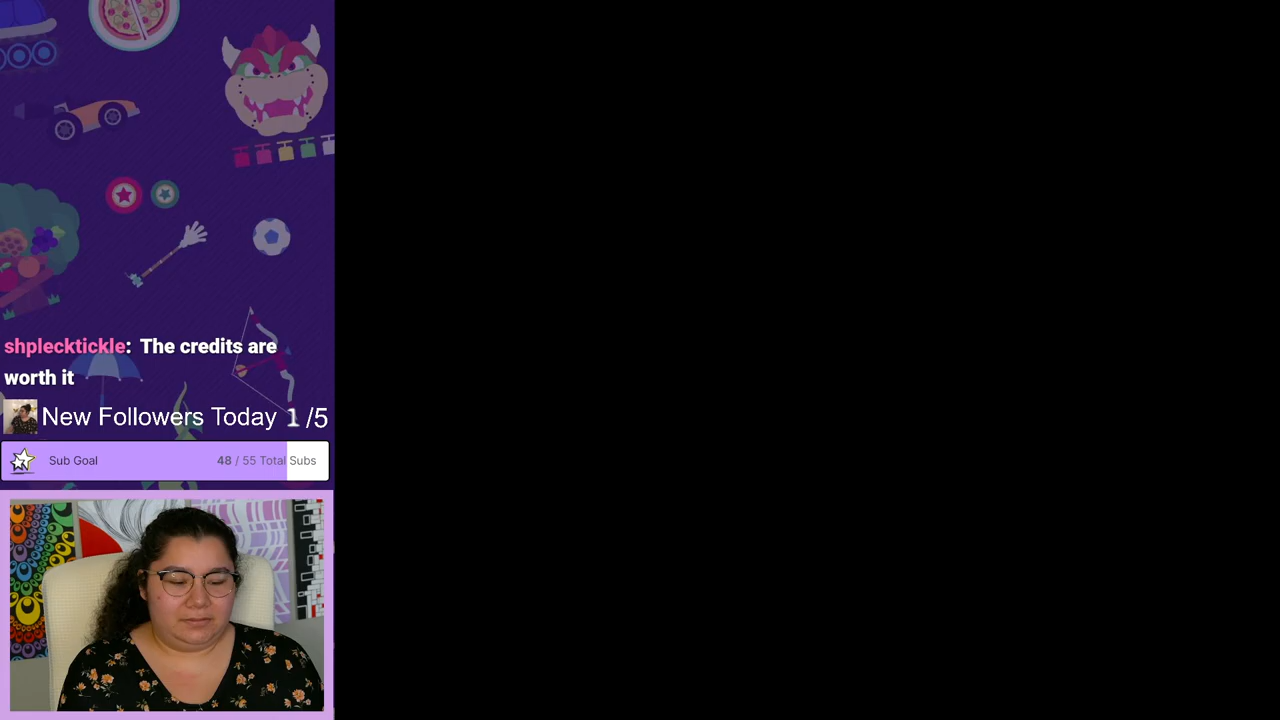 shplecktickle: The credits are
worth it
New Followers Today 1 /5
Sub Goal 48 / 55 Total Subs